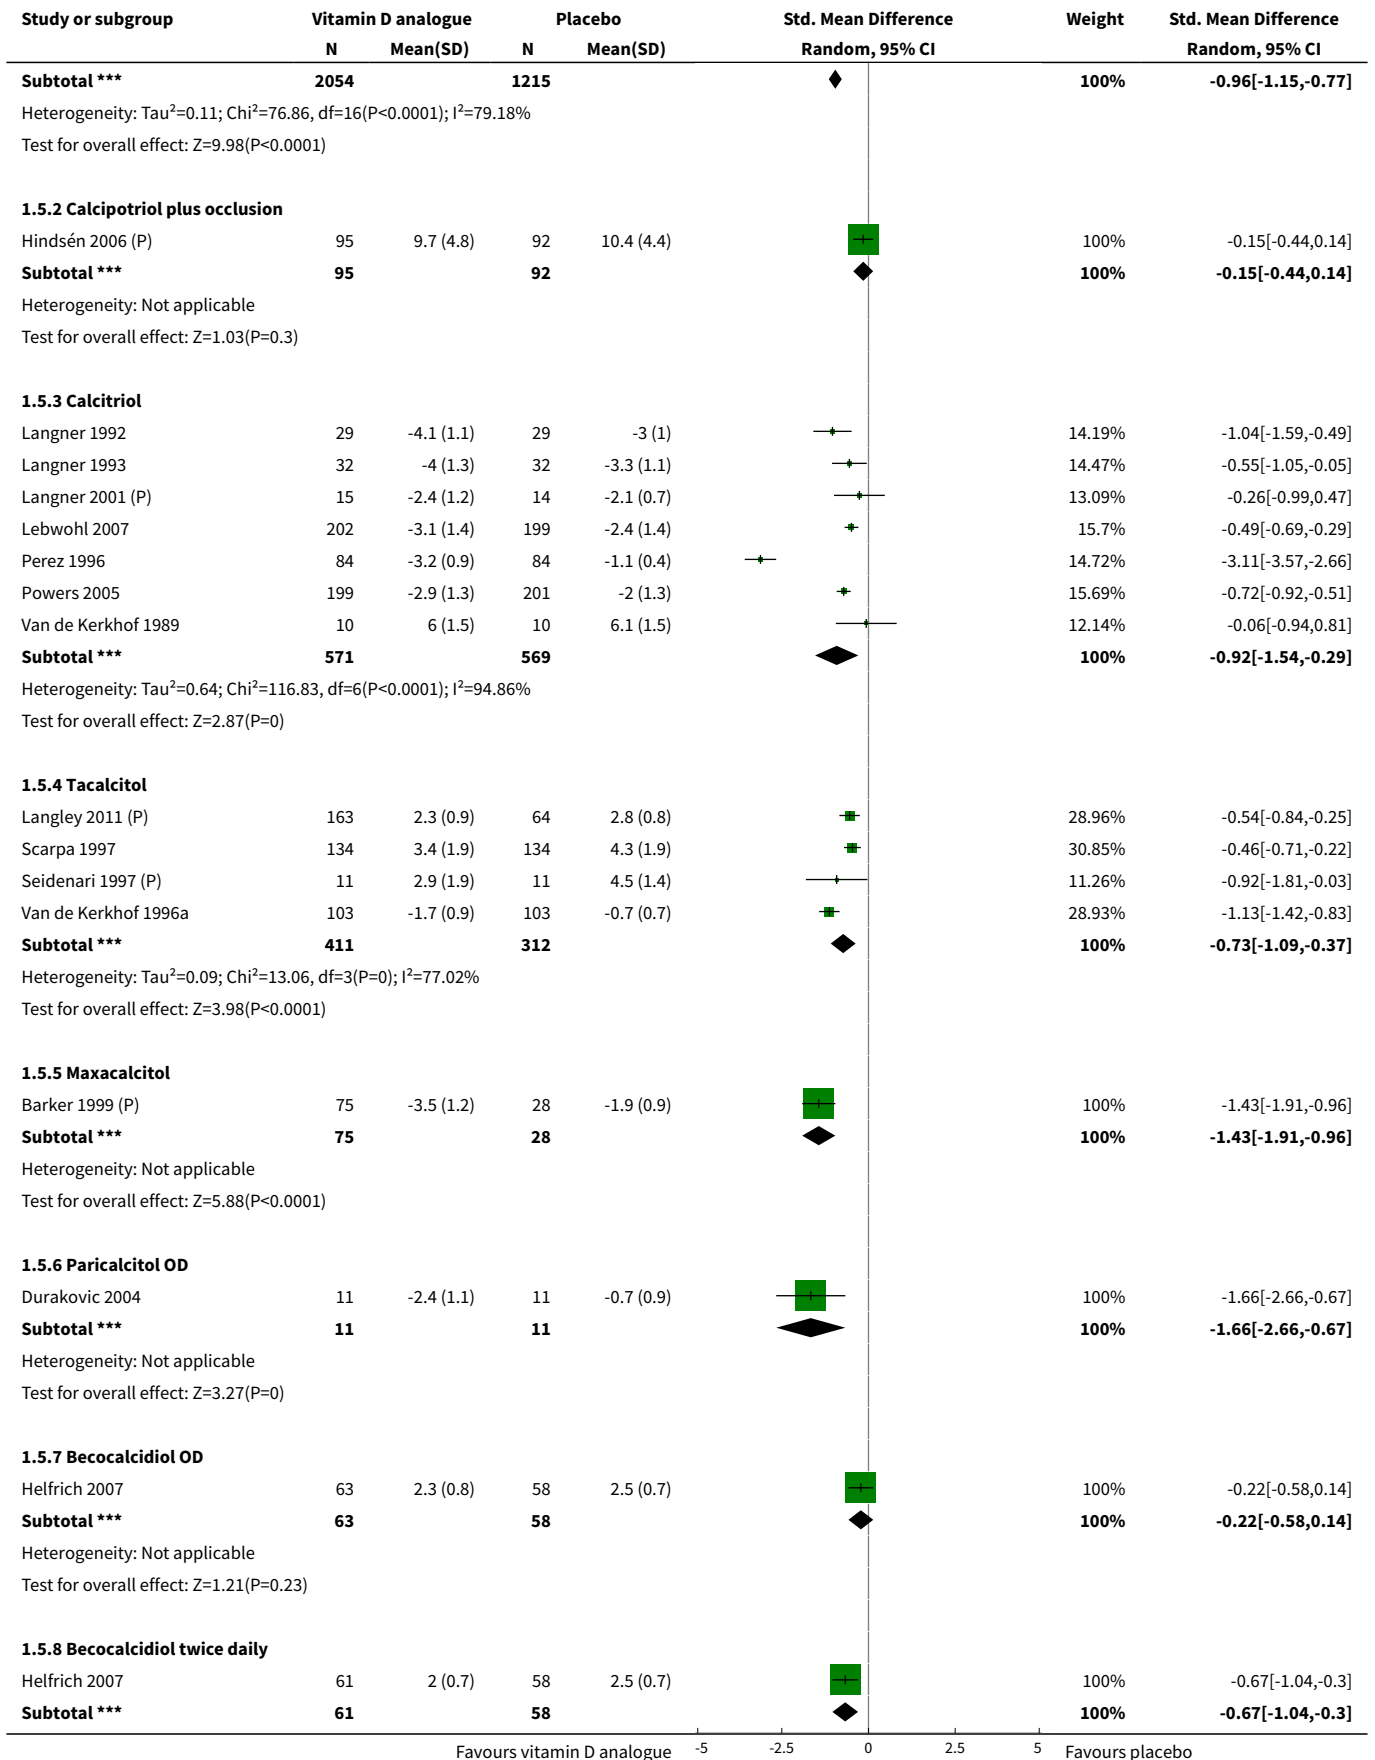 Study or subgroup Vitamin D analogue Placebo Std. Mean Difference Weight Std. Mean Difference
N Mean(SD) N Mean(SD) Random, 95% CI Random, 95% CI
Subtotal *** 2054 1215 100% -0.96[-1.15,-0.77]
Heterogeneity: Tau²=0.11; Chi²=76.86, df=16(P<0.0001); I²=79.18%
Test for overall effect: Z=9.98(P<0.0001)
1.5.2 Calcipotriol plus occlusion
Hindsén 2006 (P) 95 9.7 (4.8) 92 10.4 (4.4) 100% -0.15[-0.44,0.14]
Subtotal *** 95 92 100% -0.15[-0.44,0.14]
Heterogeneity: Not applicable
Test for overall effect: Z=1.03(P=0.3)
1.5.3 Calcitriol
Langner 1992 29 -4.1 (1.1) 29 -3 (1) 14.19% -1.04[-1.59,-0.49]
Langner 1993 32 -4 (1.3) 32 -3.3 (1.1) 14.47% -0.55[-1.05,-0.05]
Langner 2001 (P) 15 -2.4 (1.2) 14 -2.1 (0.7) 13.09% -0.26[-0.99,0.47]
Lebwohl 2007 202 -3.1 (1.4) 199 -2.4 (1.4) 15.7% -0.49[-0.69,-0.29]
Perez 1996 84 -3.2 (0.9) 84 -1.1 (0.4) 14.72% -3.11[-3.57,-2.66]
Powers 2005 199 -2.9 (1.3) 201 -2 (1.3) 15.69% -0.72[-0.92,-0.51]
Van de Kerkhof 1989 10 6 (1.5) 10 6.1 (1.5) 12.14% -0.06[-0.94,0.81]
Subtotal *** 571 569 100% -0.92[-1.54,-0.29]
Heterogeneity: Tau²=0.64; Chi²=116.83, df=6(P<0.0001); I²=94.86%
Test for overall effect: Z=2.87(P=0)
1.5.4 Tacalcitol
Langley 2011 (P) 163 2.3 (0.9) 64 2.8 (0.8) 28.96% -0.54[-0.84,-0.25]
Scarpa 1997 134 3.4 (1.9) 134 4.3 (1.9) 30.85% -0.46[-0.71,-0.22]
Seidenari 1997 (P) 11 2.9 (1.9) 11 4.5 (1.4) 11.26% -0.92[-1.81,-0.03]
Van de Kerkhof 1996a 103 -1.7 (0.9) 103 -0.7 (0.7) 28.93% -1.13[-1.42,-0.83]
Subtotal *** 411 312 100% -0.73[-1.09,-0.37]
Heterogeneity: Tau²=0.09; Chi²=13.06, df=3(P=0); I²=77.02%
Test for overall effect: Z=3.98(P<0.0001)
1.5.5 Maxacalcitol
Barker 1999 (P) 75 -3.5 (1.2) 28 -1.9 (0.9) 100% -1.43[-1.91,-0.96]
Subtotal *** 75 28 100% -1.43[-1.91,-0.96]
Heterogeneity: Not applicable
Test for overall effect: Z=5.88(P<0.0001)
1.5.6 Paricalcitol OD
Durakovic 2004 11 -2.4 (1.1) 11 -0.7 (0.9) 100% -1.66[-2.66,-0.67]
Subtotal *** 11 11 100% -1.66[-2.66,-0.67]
Heterogeneity: Not applicable
Test for overall effect: Z=3.27(P=0)
1.5.7 Becocalcidiol OD
Helfrich 2007 63 2.3 (0.8) 58 2.5 (0.7) 100% -0.22[-0.58,0.14]
Subtotal *** 63 58 100% -0.22[-0.58,0.14]
Heterogeneity: Not applicable
Test for overall effect: Z=1.21(P=0.23)
1.5.8 Becocalcidiol twice daily
Helfrich 2007 61 2 (0.7) 58 2.5 (0.7) 100% -0.67[-1.04,-0.3]
Subtotal *** 61 58 100% -0.67[-1.04,-0.3]
Favours vitamin D analogue -5 -2.5 0 2.5 5 Favours placebo